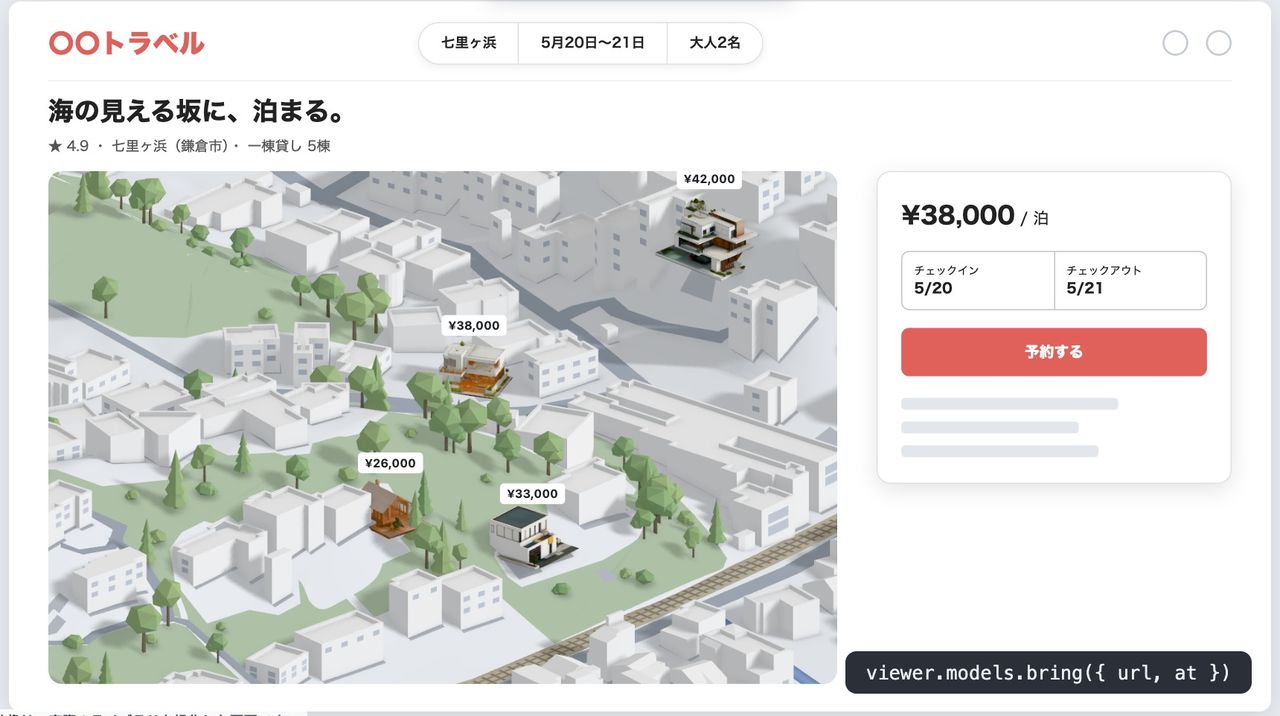 〇〇トラベル
七里ヶ浜
5月20日〜21日
大人2名
海の見える坂に、泊まる。
★ 4.9 ・ 七里ヶ浜（鎌倉市）・ 一棟貸し 5棟
¥42,000
¥38,000
¥26,000
¥33,000
¥38,000 / 泊
チェックイン
5/20
チェックアウト
5/21
予約する
viewer.models.bring({ url, at })